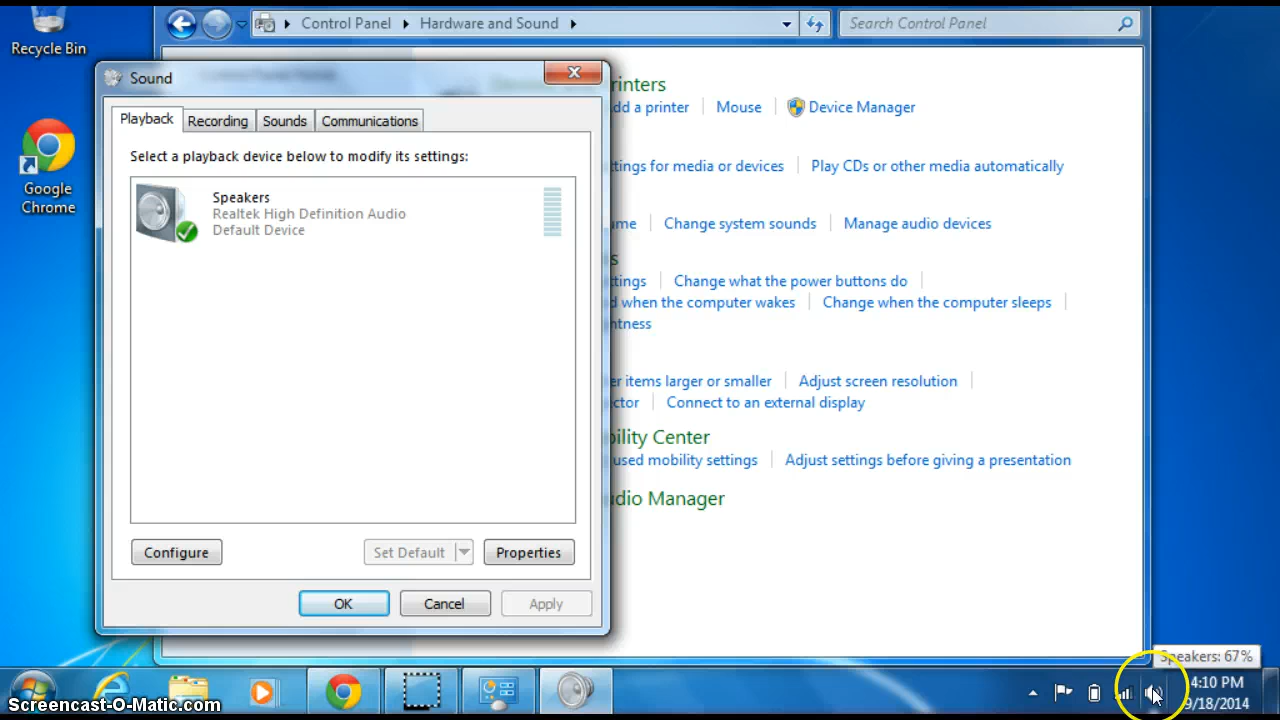 Recycle Bin
Google
Chrome
Control Panel
Hardware and Sound
Search Control Panel
Sound
Playback
Recording
Sounds
Communications
Select a playback device below to modify its settings:
Speakers
Realtek High Definition Audio
Default Device
Configure
Set Default
Properties
OK
Cancel
Apply
rinters
dd a printer
Mouse
Device Manager
ttings for media or devices
Play CDs or other media automatically
ume
Change system sounds
Manage audio devices
s
ttings
Change what the power buttons do
d when the computer wakes
Change when the computer sleeps
ntness
er items larger or smaller
Adjust screen resolution
ector
Connect to an external display
bility Center
used mobility settings
Adjust settings before giving a presentation
udio Manager
Speakers: 67%
4:10 PM
9/18/2014
Screencast-O-Matic.com